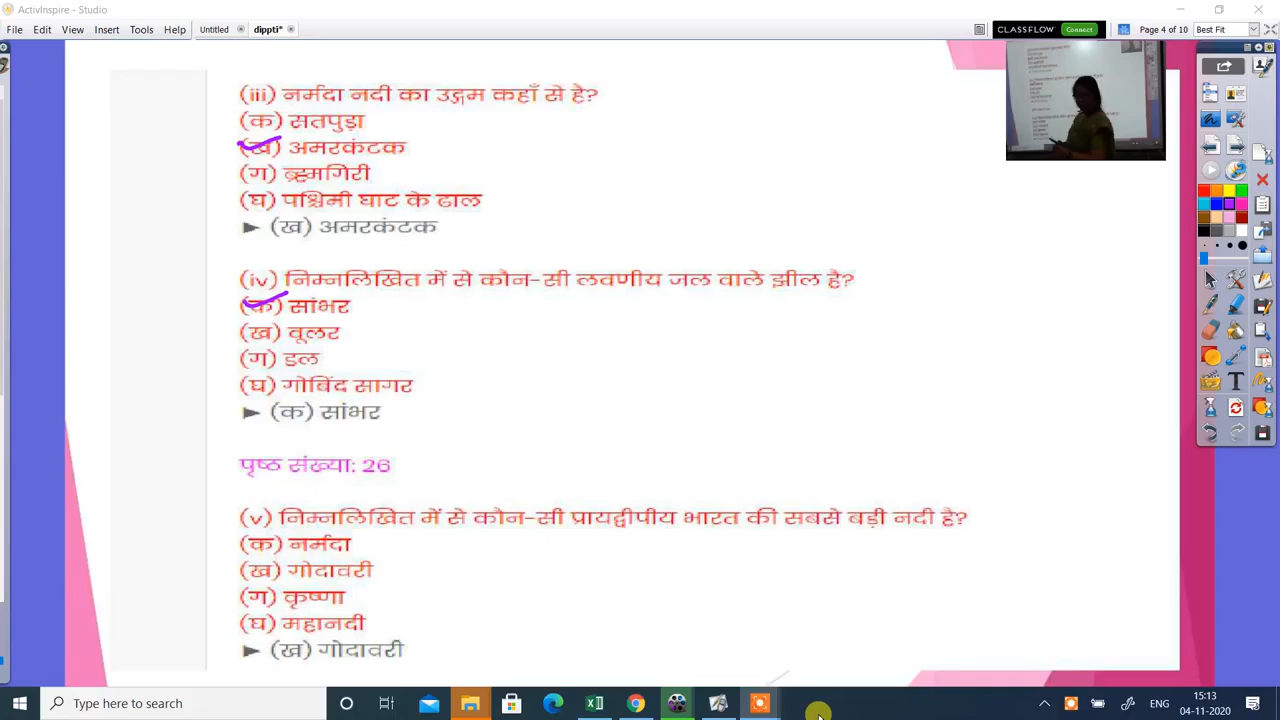 ActivInspire - Studio
File Edit View Insert Tools Help Untitled dippti* CLASSFLOW Connect Page 4 of 10 Best Fit
(iii) नर्मदा नदी का उद्गम कहाँ से है?
(क) सतपुड़ा
(ख) अमरकंटक
(ग) ब्रह्मगिरी
(घ) पश्चिमी घाट के ढाल
► (ख) अमरकंटक
(iv) निम्नलिखित में से कौन-सी लवणीय जल वाले झील है?
(क) सांभर
(ख) वूलर
(ग) डुल
(घ) गोबिंद सागर
► (क) सांभर
पृष्ठ संख्या: 26
(v) निम्नलिखित में से कौन-सी प्रायद्वीपीय भारत की सबसे बड़ी नदी है?
(क) नर्मदा
(ख) गोदावरी
(ग) कृष्णा
(घ) महानदी
► (ख) गोदावरी
Type here to search
ENG
15:13
04-11-2020